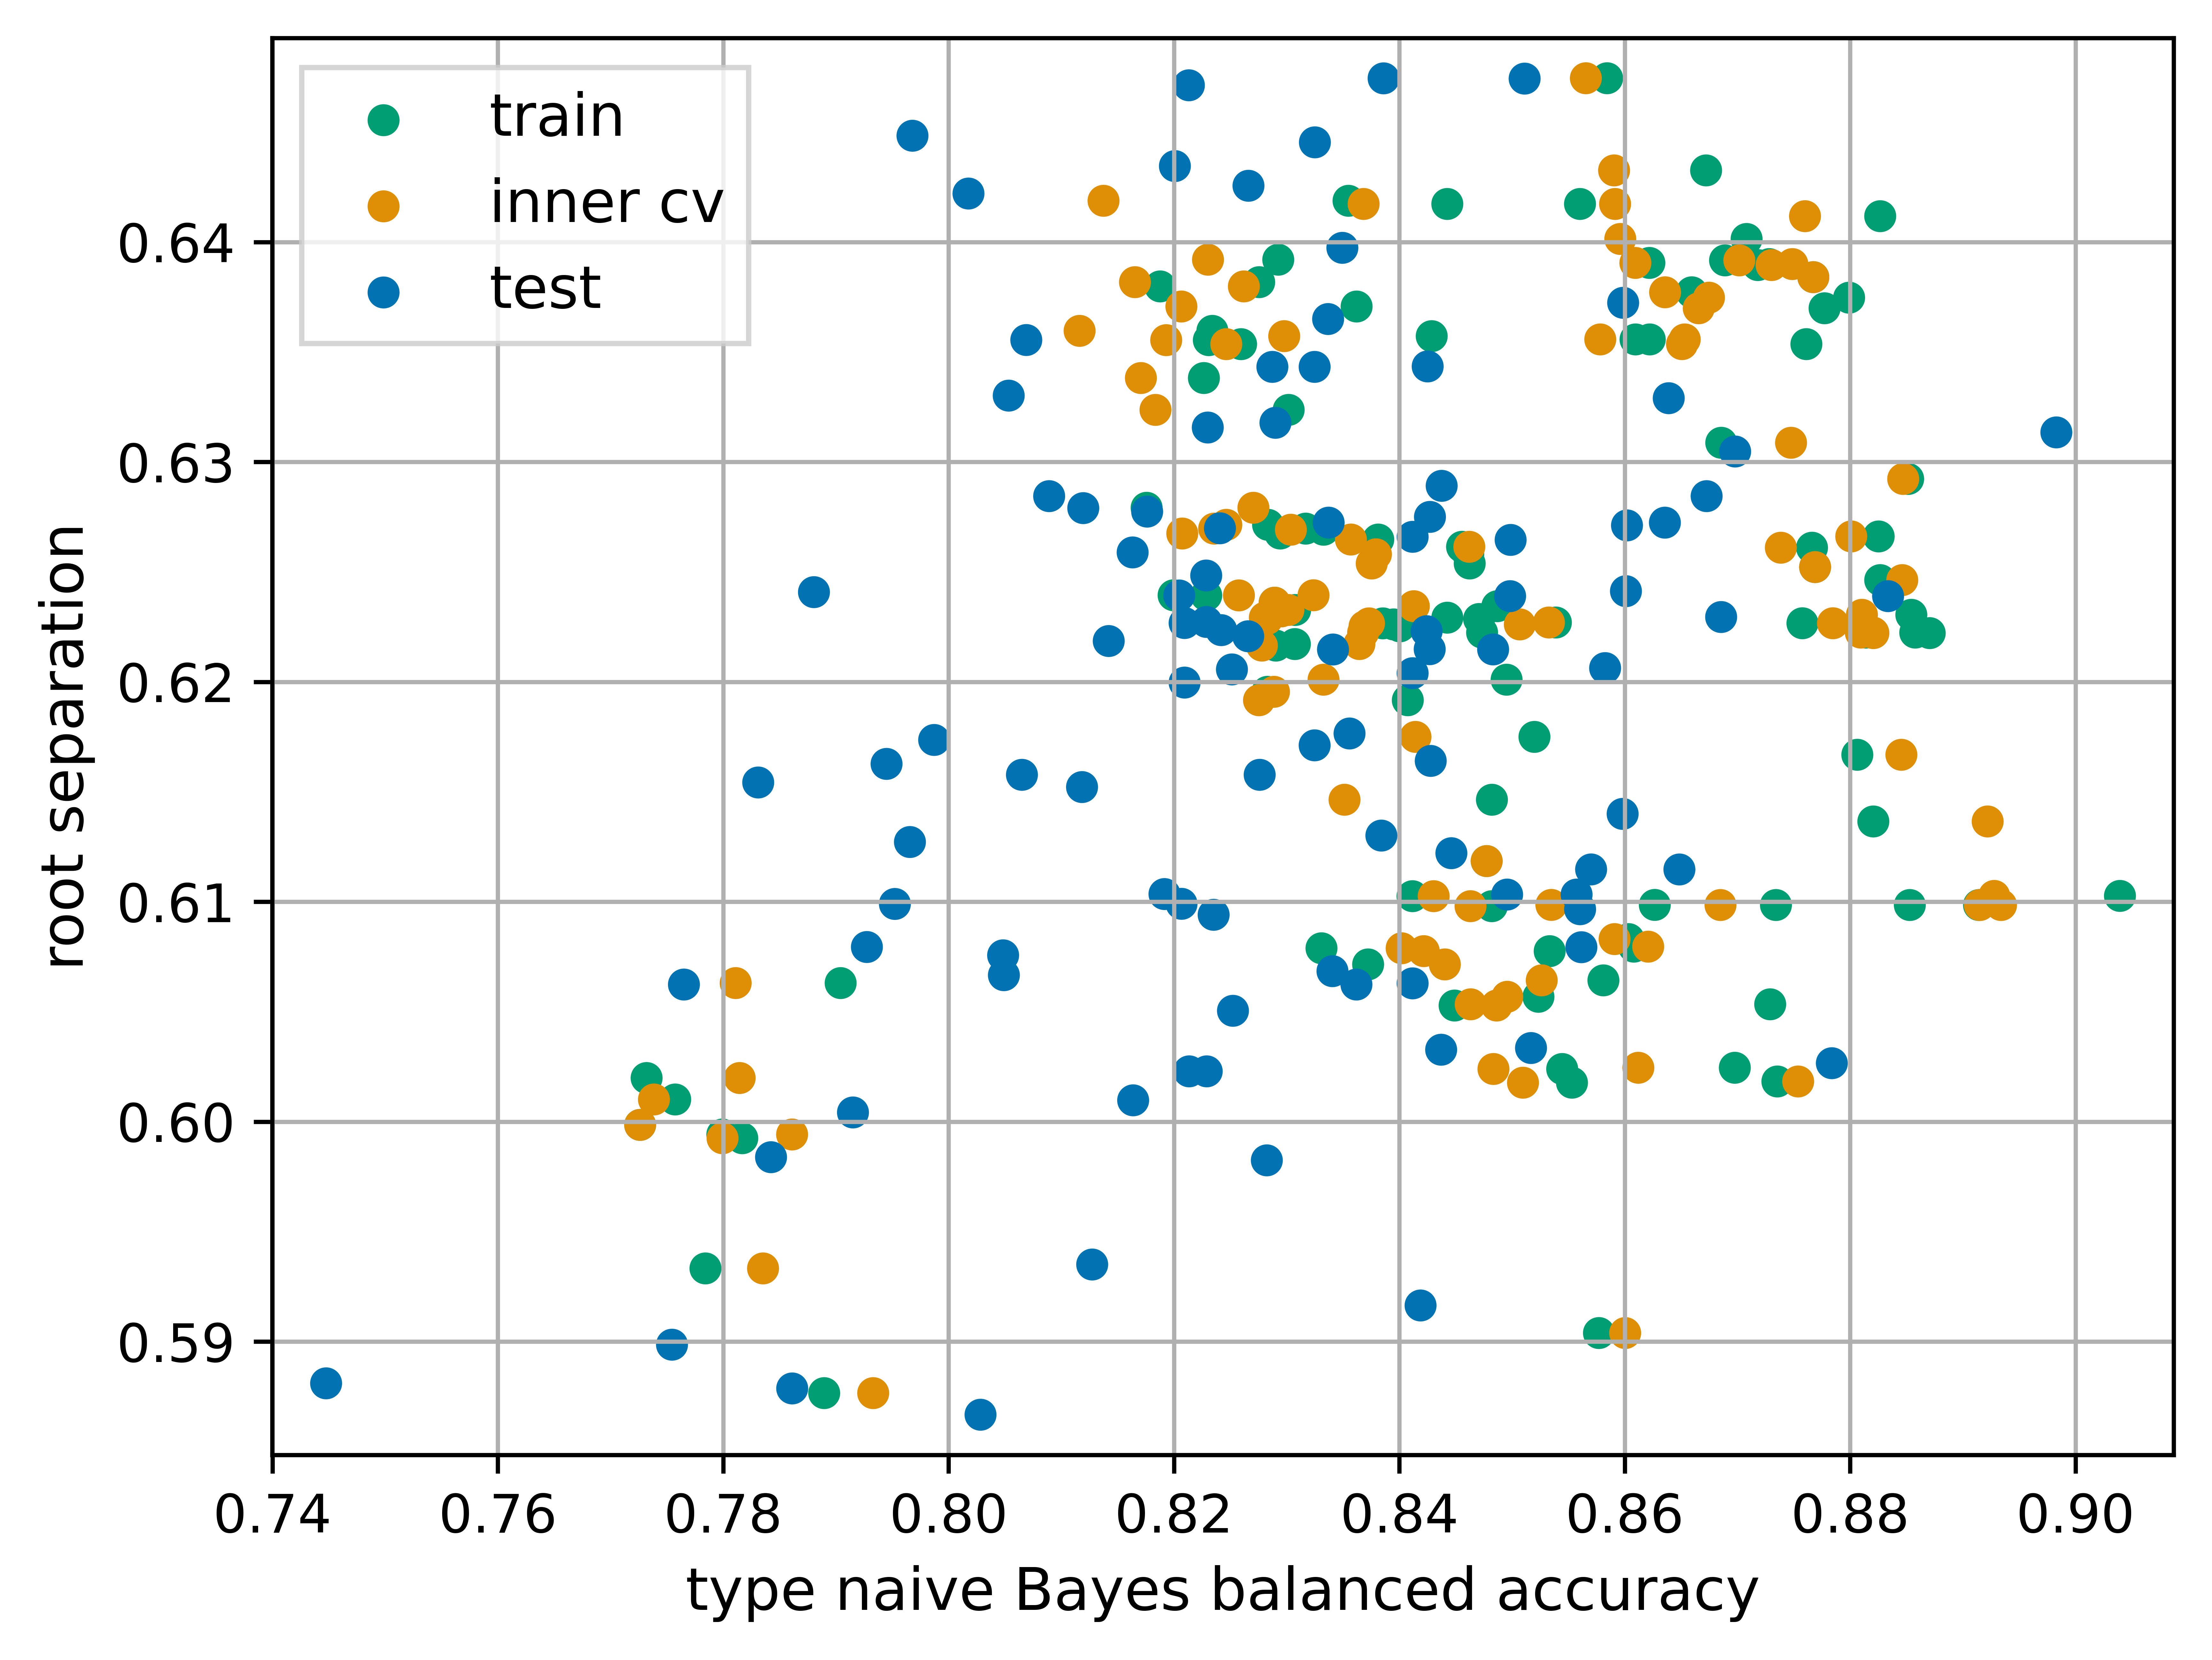 train
inner cv
test
0.64
0.63
0.62
0.61
0.60
0.59
root separation
0.74 0.76 0.78 0.80 0.82 0.84 0.86 0.88 0.90
type naive Bayes balanced accuracy